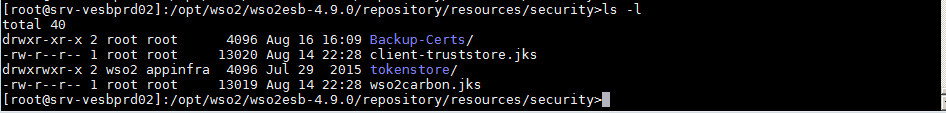 [root@srv-vesbprd02]:/opt/wso2/wso2esb-4.9.0/repository/resources/security>ls -l
total 40
drwxr-xr-x 2 root root      4096 Aug 16 16:09 Backup-Certs/
-rw-r--r-- 1 root root     13020 Aug 14 22:28 client-truststore.jks
drwxrwxr-x 2 wso2 appinfra  4096 Jul 29  2015 tokenstore/
-rw-r--r-- 1 root root     13019 Aug 14 22:28 wso2carbon.jks
[root@srv-vesbprd02]:/opt/wso2/wso2esb-4.9.0/repository/resources/security>